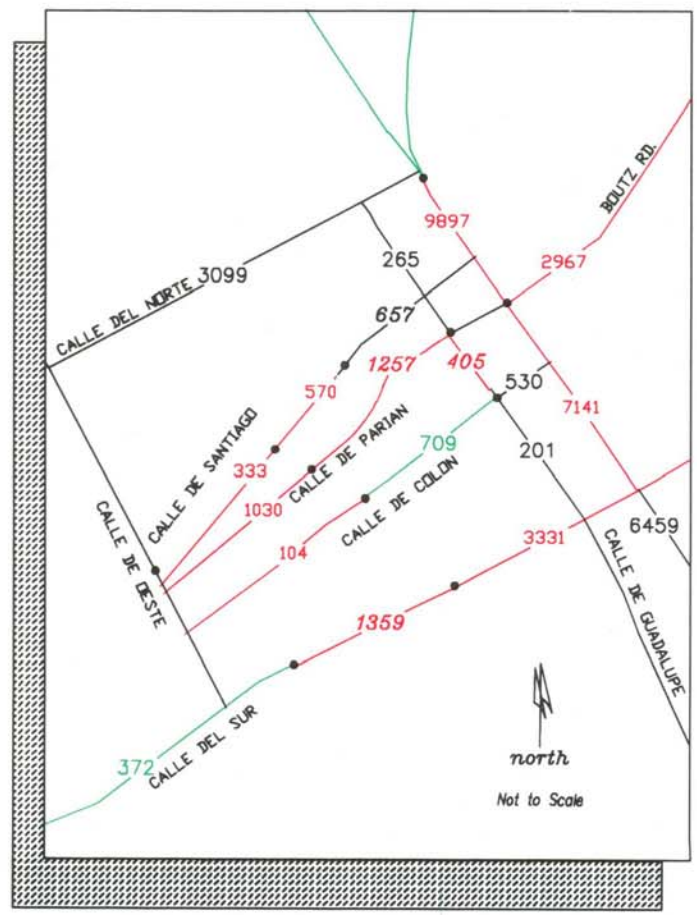 9897
BOUTZ RD.
265
2967
3099
CALLE DEL NORTE
657
1257
405
570
530
7141
CALLE DE SANTIAGO
CALLE DE PARIAN
709
201
333
CALLE DE COLON
1030
104
CALLE DE OESTE
3331
6459
CALLE DE GUADALUPE
1359
372
CALLE DEL SUR
north
Not to Scale